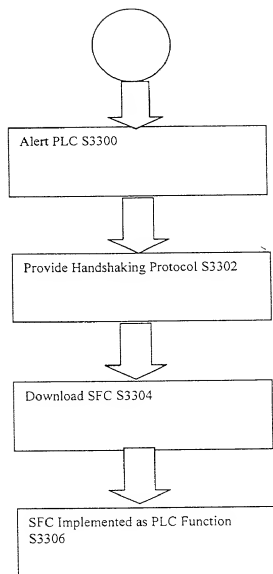 Alert PLC S3300
Provide Handshaking Protocol S3302
Download SFC S3304
SFC Implemented as PLC Function
S3306